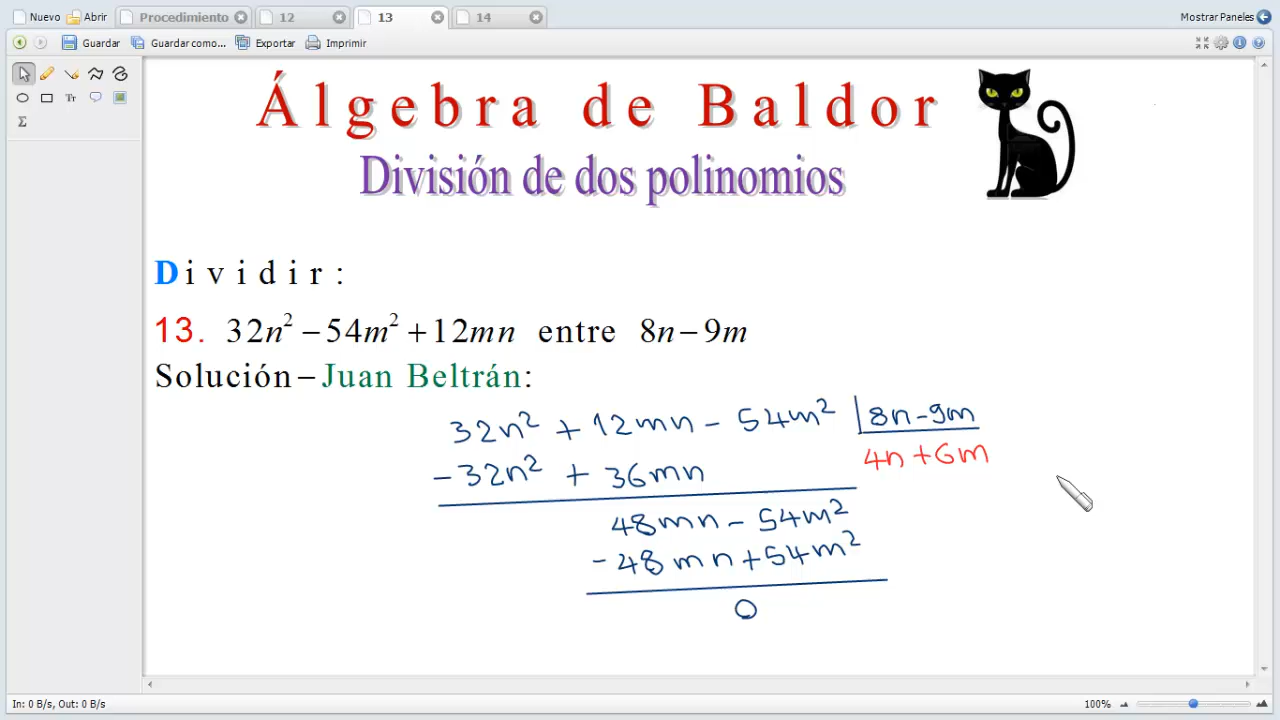 Nuevo Abrir Procedimiento 12 13 14 Mostrar Paneles
Guardar Guardar como... Exportar Imprimir
Tr
Σ
Álgebra de Baldor
División de dos polinomios
Dividir:
13. 32n² − 54m² + 12mn entre 8n − 9m
Solución – Juan Beltrán:
32n² + 12mn - 54m² 8n - 9m
-32n² + 36mn 4n + 6m
48mn - 54m²
-48mn + 54m²
0
In: 0 B/s, Out: 0 B/s 100%